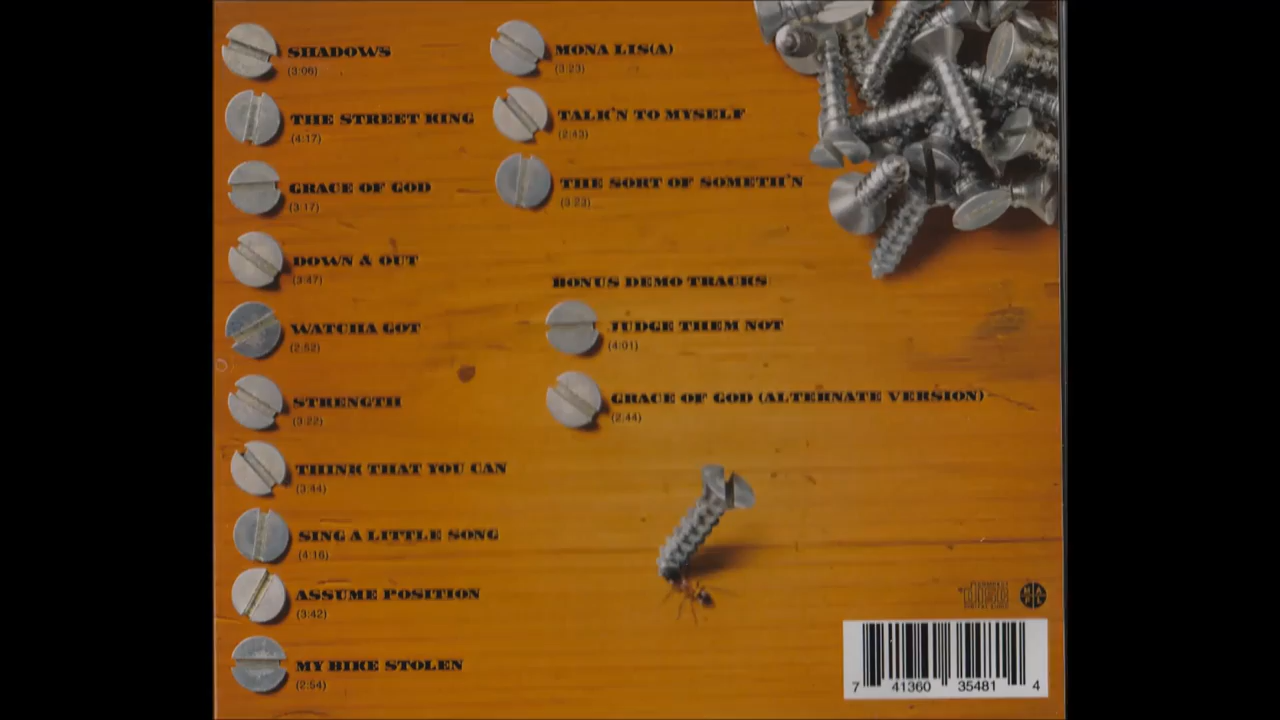 SHADOWS
(3:06)
THE STREET KING
(4:17)
GRACE OF GOD
(3:17)
DOWN & OUT
(3:47)
WATCHA GOT
(2:52)
STRENGTH
(3:22)
THINK THAT YOU CAN
(3:44)
SING A LITTLE SONG
(4:16)
ASSUME POSITION
(3:42)
MY BIKE STOLEN
(2:54)
MONA LIS(A)
(3:23)
TALK'N TO MYSELF
(2:43)
THE SORT OF SOMETH'N
(3:23)
BONUS DEMO TRACKS
JUDGE THEM NOT
(4:01)
GRACE OF GOD (ALTERNATE VERSION)
(2:44)
7 41360 35481 4